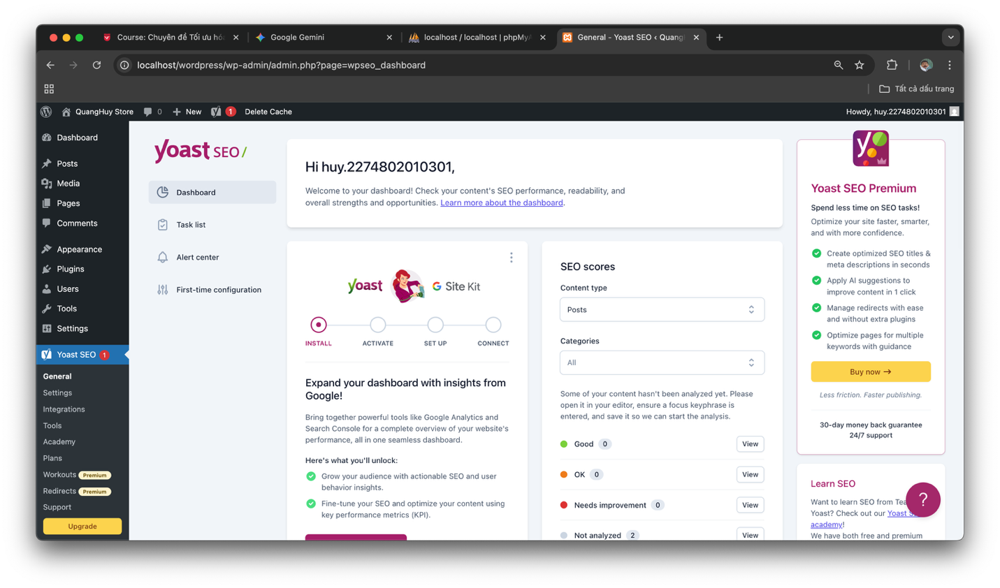 Course: Chuyên đề Tối ưu hó
Google Gemini
localhost / localhost | phpMyA
General - Yoast SEO ‹ Quang
localhost/wordpress/wp-admin/admin.php?page=wpseo_dashboard
Tất cả dấu trang
QuangHuy Store
0
New
1
Delete Cache
Howdy, huy.2274802010301
Dashboard
Posts
Media
Pages
Comments
Appearance
Plugins
Users
Tools
Settings
Yoast SEO 1
General
Settings
Integrations
Tools
Academy
Plans
Workouts Premium
Redirects Premium
Support
Upgrade
yoast SEO /
Dashboard
Task list
Alert center
First-time configuration
Hi huy.2274802010301,
Welcome to your dashboard! Check your content's SEO performance, readability, and
overall strengths and opportunities. Learn more about the dashboard.
yoast
G Site Kit
INSTALL
ACTIVATE
SET UP
CONNECT
Expand your dashboard with insights from
Google!
Bring together powerful tools like Google Analytics and
Search Console for a complete overview of your website's
performance, all in one seamless dashboard.
Here's what you'll unlock:
Grow your audience with actionable SEO and user
behavior insights.
Fine-tune your SEO and optimize your content using
key performance metrics (KPI).
SEO scores
Content type
Posts
Categories
All
Some of your content hasn't been analyzed yet. Please
open it in your editor, ensure a focus keyphrase is
entered, and save it so we can start the analysis.
Good 0 View
OK 0 View
Needs improvement 0 View
Not analyzed 2 View
Yoast SEO Premium
Spend less time on SEO tasks!
Optimize your site faster, smarter,
and with more confidence.
Create optimized SEO titles &
meta descriptions in seconds
Apply AI suggestions to
improve content in 1 click
Manage redirects with ease
and without extra plugins
Optimize pages for multiple
keywords with guidance
Buy now →
Less friction. Faster publishing.
30-day money back guarantee
24/7 support
Learn SEO
Want to learn SEO from Tea
Yoast? Check out our Yoast S
academy!
We have both free and premium
?